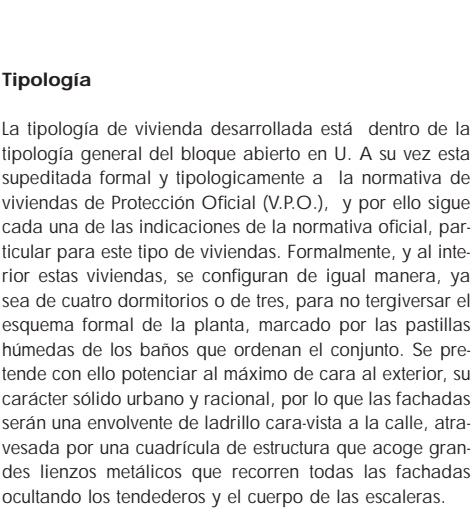 Tipología
La tipología de vivienda desarrollada está  dentro de la
tipología general del bloque abierto en U. A su vez esta
supeditada formal y tipologicamente a  la normativa de
viviendas de Protección Oficial (V.P.O.),  y por ello sigue
cada una de las indicaciones de la normativa oficial, par-
ticular para este tipo de viviendas. Formalmente, y al inte-
rior estas viviendas, se configuran de igual manera, ya
sea de cuatro dormitorios o de tres, para no tergiversar el
esquema formal de la planta, marcado por las pastillas
húmedas de los baños que ordenan el conjunto. Se pre-
tende con ello potenciar al máximo de cara al exterior, su
carácter sólido urbano y racional, por lo que las fachadas
serán una envolvente de ladrillo cara-vista a la calle, atra-
vesada por una cuadrícula de estructura que acoge gran-
des lienzos metálicos que recorren todas las fachadas
ocultando los tendederos y el cuerpo de las escaleras.